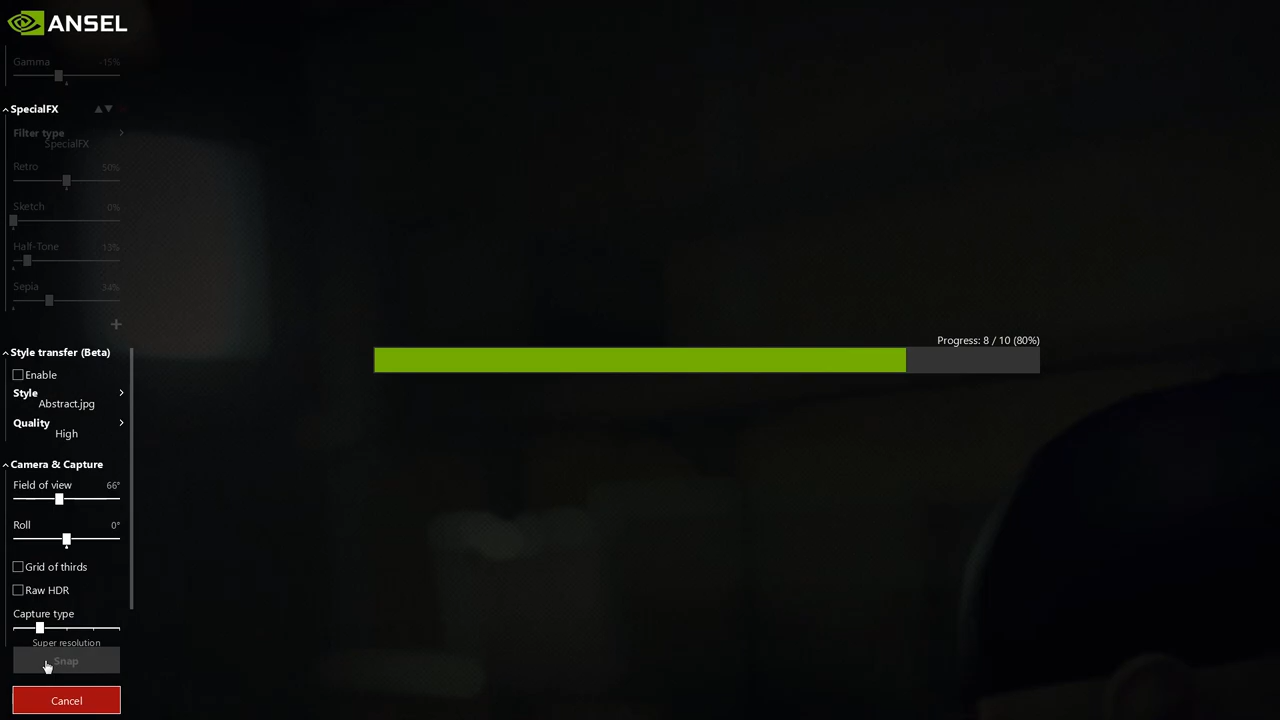 ANSEL
Gamma -15%
SpecialFX
Filter type
SpecialFX
Retro 50%
Sketch 0%
Half-Tone 13%
Sepia 34%
Progress: 8 / 10 (80%)
Style transfer (Beta)
Enable
Style
Abstract.jpg
Quality
High
Camera & Capture
Field of view 66°
Roll 0°
Grid of thirds
Raw HDR
Capture type
Super resolution
Snap
Cancel